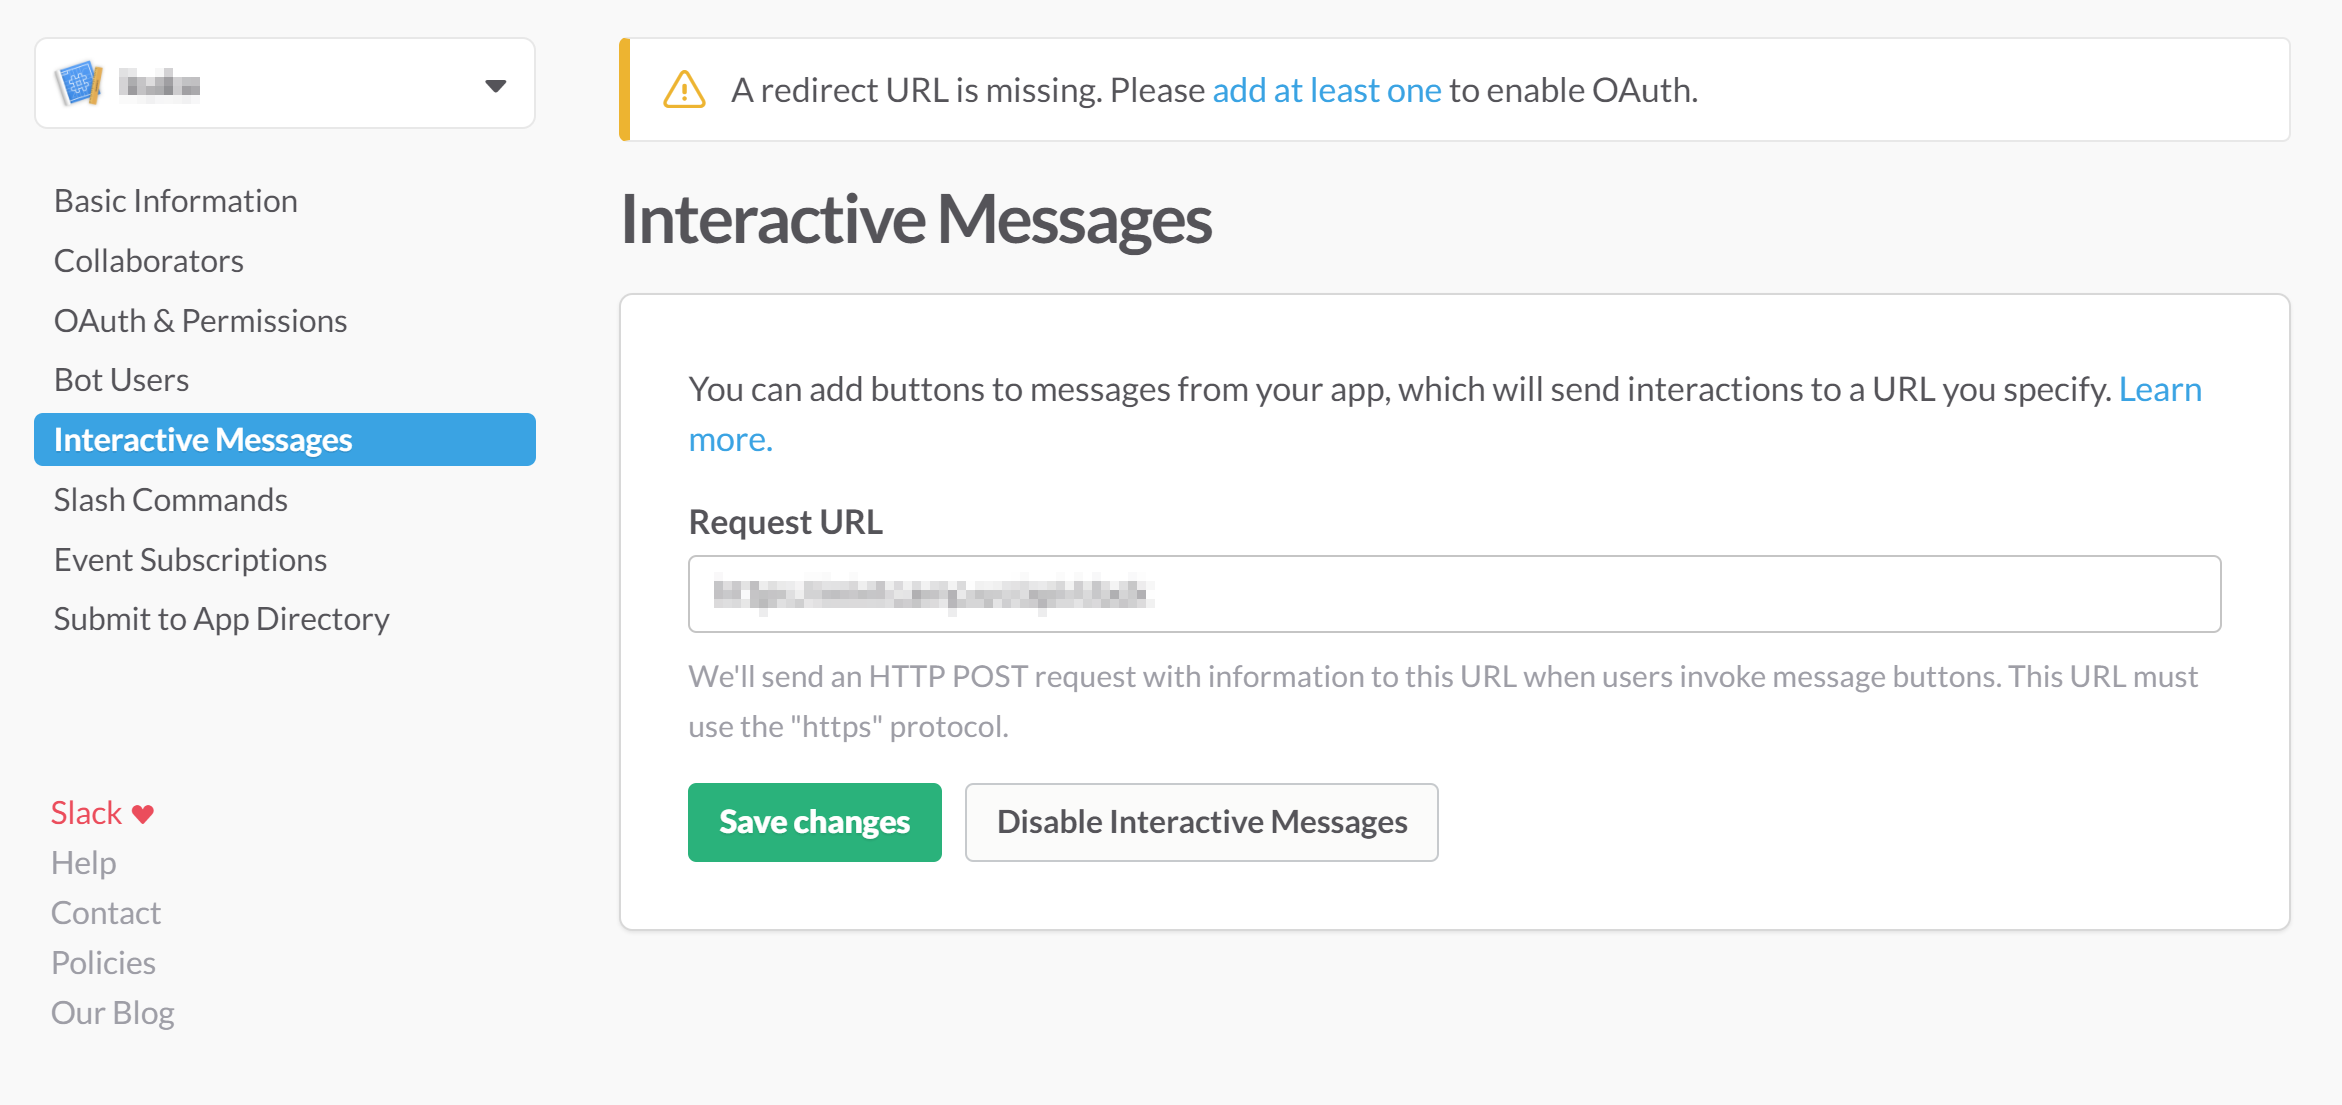 A redirect URL is missing. Please add at least one to enable OAuth.
Basic Information
Collaborators
OAuth & Permissions
Bot Users
Interactive Messages
Slash Commands
Event Subscriptions
Submit to App Directory
Slack
Help
Contact
Policies
Our Blog
Interactive Messages
You can add buttons to messages from your app, which will send interactions to a URL you specify. Learn
more.
Request URL
We'll send an HTTP POST request with information to this URL when users invoke message buttons. This URL must
use the "https" protocol.
Save changes
Disable Interactive Messages